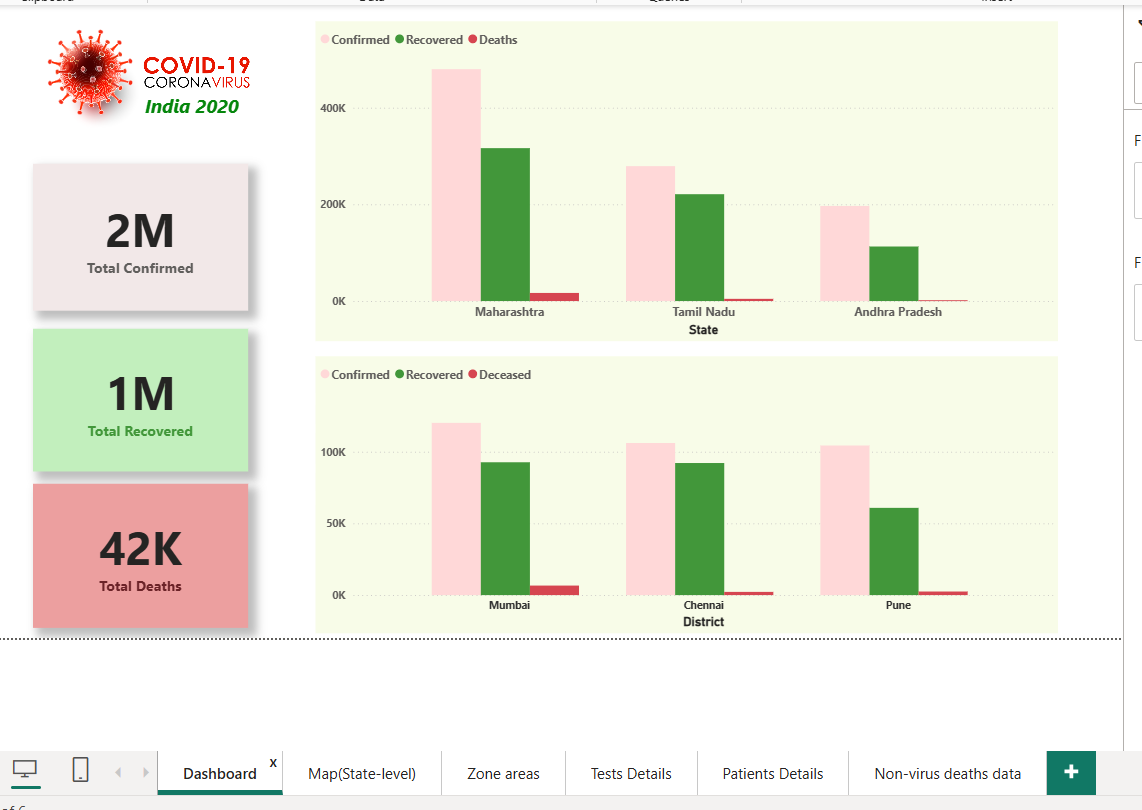 COVID-19
CORONAVIRUS
India 2020
2M
Total Confirmed
1M
Total Recovered
42K
Total Deaths
Confirmed Recovered Deaths
400K
200K
0K
Maharashtra Tamil Nadu Andhra Pradesh
State
Confirmed Recovered Deceased
100K
50K
0K
Mumbai Chennai Pune
District
F
F
Dashboard x Map(State-level) Zone areas Tests Details Patients Details Non-virus deaths data +